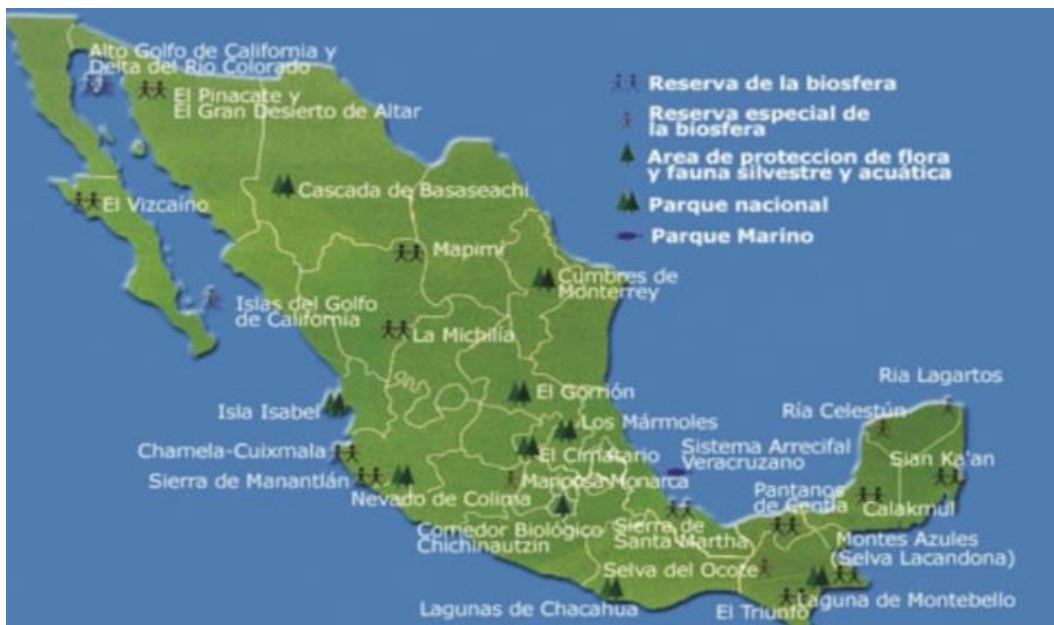 Alto Golfo de California y
Delta del Río Colorado
El Pinacate y
El Gran Desierto de Altar
Reserva de la biosfera
Reserva especial de
la biosfera
Area de proteccion de flora
y fauna silvestre y acuática
Parque nacional
Parque Marino
Cascada de Basaseachi
El Vizcaíno
Mapimí
Cumbres de
Monterrey
Islas del Golfo
de California
La Michilía
Isla Isabel
El Gorrión
Ria Lagartos
Ría Celestún
Los Mármoles
Chamela-Cuixmala
El Cimatario
Sistema Arrecifal
Veracruzano
Sian Ka'an
Sierra de Manantlán
Nevado de Colima
Mariposa Monarca
Pantanos
de Centla
Calakmul
Corredor Biológico
Chichinautzin
Sierra de
Santa Martha
Montes Azules
(Selva Lacandona)
Selva del Ocote
Lagunas de Chacahua
El Triunfo
Laguna de Montebello